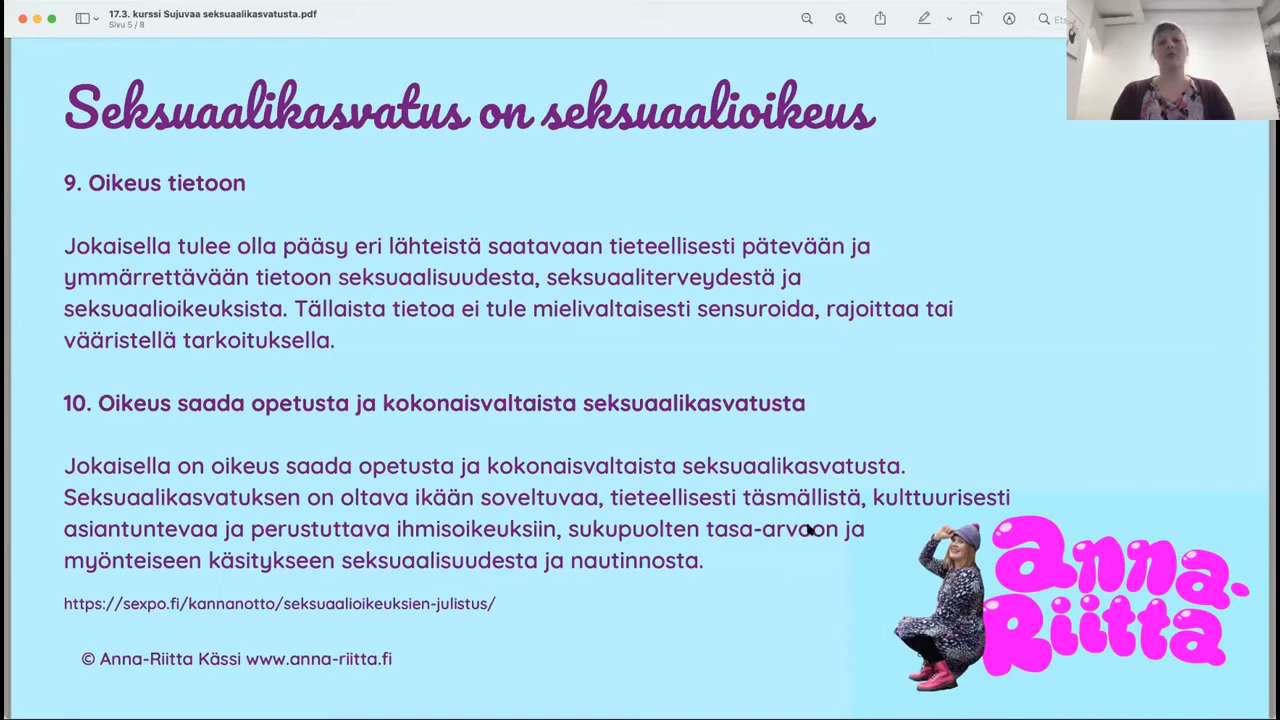 17.3. kurssi Sujuvaa seksuaalikasvatusta.pdf
Sivu 5 / 8
Seksuaalikasvatus on seksuaalioikeus
9. Oikeus tietoon
Jokaisella tulee olla pääsy eri lähteistä saatavaan tieteellisesti pätevään ja
ymmärrettävään tietoon seksuaalisuudesta, seksuaaliterveydestä ja
seksuaalioikeuksista. Tällaista tietoa ei tule mielivaltaisesti sensuroida, rajoittaa tai
vääristellä tarkoituksella.
10. Oikeus saada opetusta ja kokonaisvaltaista seksuaalikasvatusta
Jokaisella on oikeus saada opetusta ja kokonaisvaltaista seksuaalikasvatusta.
Seksuaalikasvatuksen on oltava ikään soveltuvaa, tieteellisesti täsmällistä, kulttuurisesti
asiantuntevaa ja perustuttava ihmisoikeuksiin, sukupuolten tasa-arvoon ja
myönteiseen käsitykseen seksuaalisuudesta ja nautinnosta.
https://sexpo.fi/kannanotto/seksuaalioikeuksien-julistus/
© Anna-Riitta Kässi www.anna-riitta.fi
anna-
Riitta